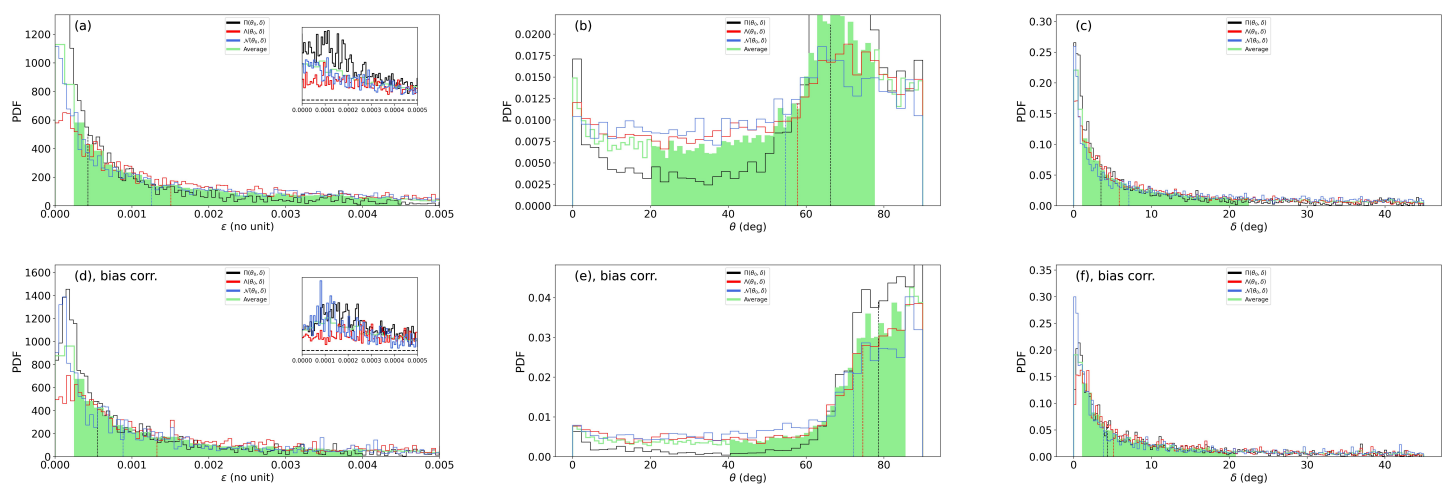 (a)
Π(θ₀, δ)
Λ(θ₀, δ)
𝒩(θ₀, δ)
Average
PDF
1200
1000
800
600
400
200
0
0.0000 0.0001 0.0002 0.0003 0.0004 0.0005
0.000 0.001 0.002 0.003 0.004 0.005
ε (no unit)
(b)
Π(θ₀, δ)
Λ(θ₀, δ)
𝒩(θ₀, δ)
Average
PDF
0.0200
0.0175
0.0150
0.0125
0.0100
0.0075
0.0050
0.0025
0.0000
0 20 40 60 80
θ (deg)
(c)
Π(θ₀, δ)
Λ(θ₀, δ)
𝒩(θ₀, δ)
Average
PDF
0.30
0.25
0.20
0.15
0.10
0.05
0.00
0 10 20 30 40
δ (deg)
(d), bias corr.
Π(θ₀, δ)
Λ(θ₀, δ)
𝒩(θ₀, δ)
Average
PDF
1600
1400
1200
1000
800
600
400
200
0
0.0000 0.0001 0.0002 0.0003 0.0004 0.0005
0.000 0.001 0.002 0.003 0.004 0.005
ε (no unit)
(e), bias corr.
Π(θ₀, δ)
Λ(θ₀, δ)
𝒩(θ₀, δ)
Average
PDF
0.04
0.03
0.02
0.01
0.00
0 20 40 60 80
θ (deg)
(f), bias corr.
Π(θ₀, δ)
Λ(θ₀, δ)
𝒩(θ₀, δ)
Average
PDF
0.35
0.30
0.25
0.20
0.15
0.10
0.05
0.00
0 10 20 30 40
δ (deg)